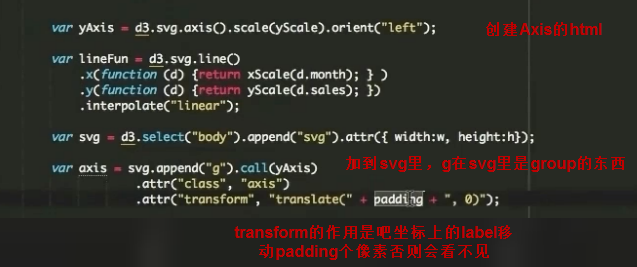 var yAxis = d3.svg.axis().scale(yScale).orient("left");
创建Axis的html
var lineFun = d3.svg.line()
.x(function (d) {return xScale(d.month); } )
.y(function (d) {return yScale(d.sales); })
.interpolate("linear");
var svg = d3.select("body").append("svg").attr({ width:w, height:h});
var axis = svg.append("g").call(yAxis)
加到svg里，g在svg里是group的东西
.attr("class", "axis")
.attr("transform", "translate(" + padding + ", 0)");
transform的作用是吧坐标上的label移
动padding个像素否则会看不见